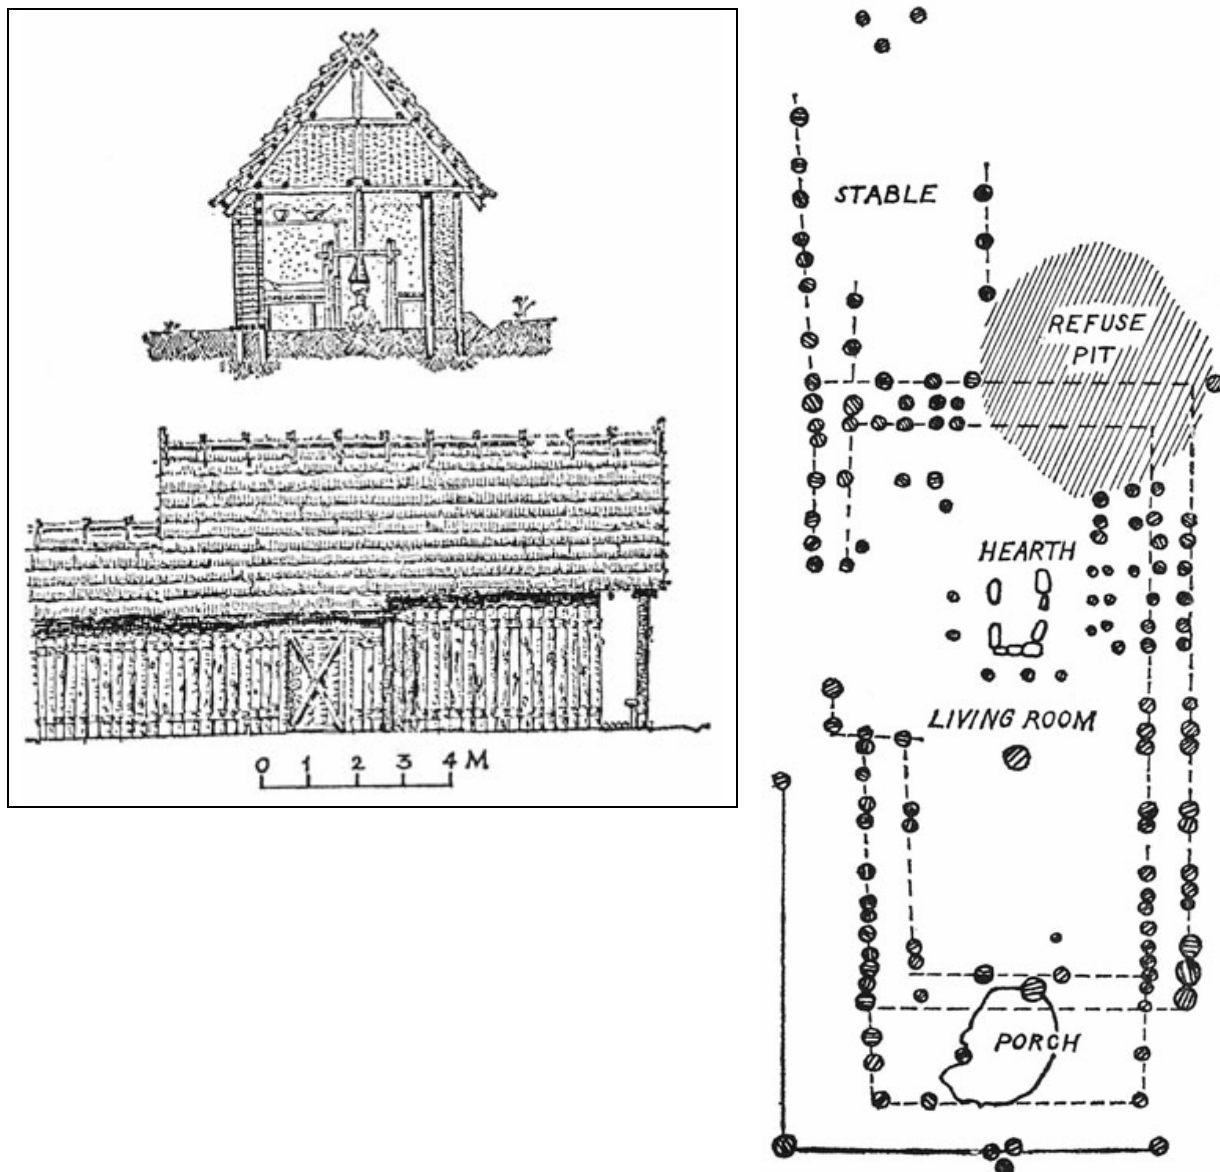 0 1 2 3 4 M
STABLE
REFUSE
PIT
HEARTH
LIVING ROOM
PORCH